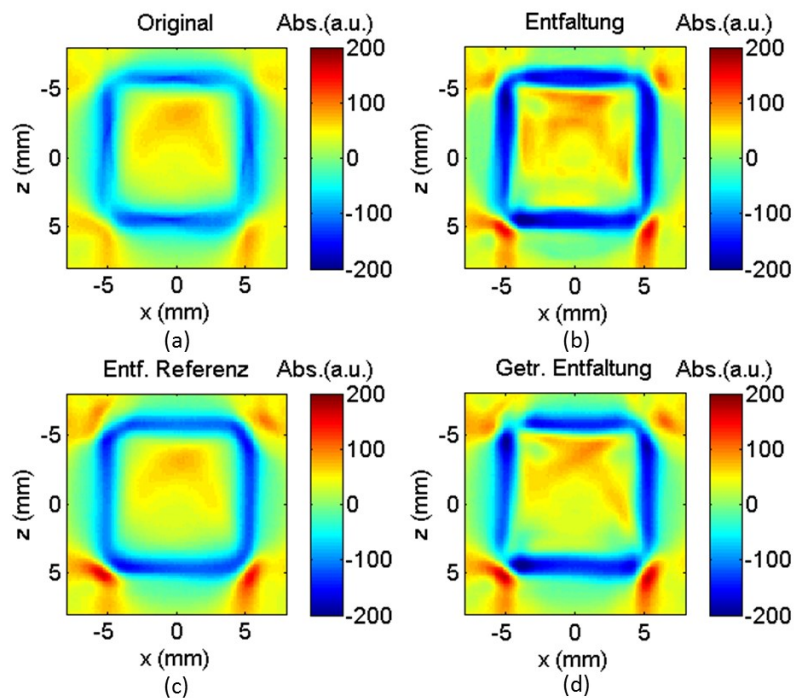 Original Abs.(a.u.)
200
100
0
-100
-200
-5
0
5
z (mm)
-5 0 5
x (mm)
(a)
Entfaltung Abs.(a.u.)
200
100
0
-100
-200
-5
0
5
z (mm)
-5 0 5
x (mm)
(b)
Entf. Referenz Abs.(a.u.)
200
100
0
-100
-200
-5
0
5
z (mm)
-5 0 5
x (mm)
(c)
Getr. Entfaltung Abs.(a.u.)
200
100
0
-100
-200
-5
0
5
z (mm)
-5 0 5
x (mm)
(d)